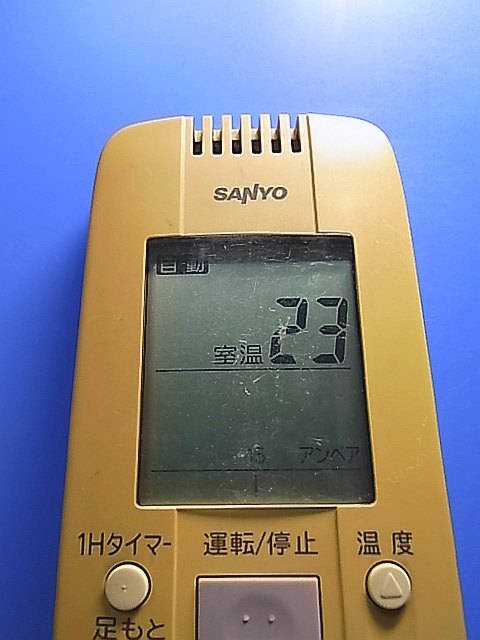 SANYO
自動
室温 23
15 アンペア
1Hタイマー 運転/停止 温度
足もと